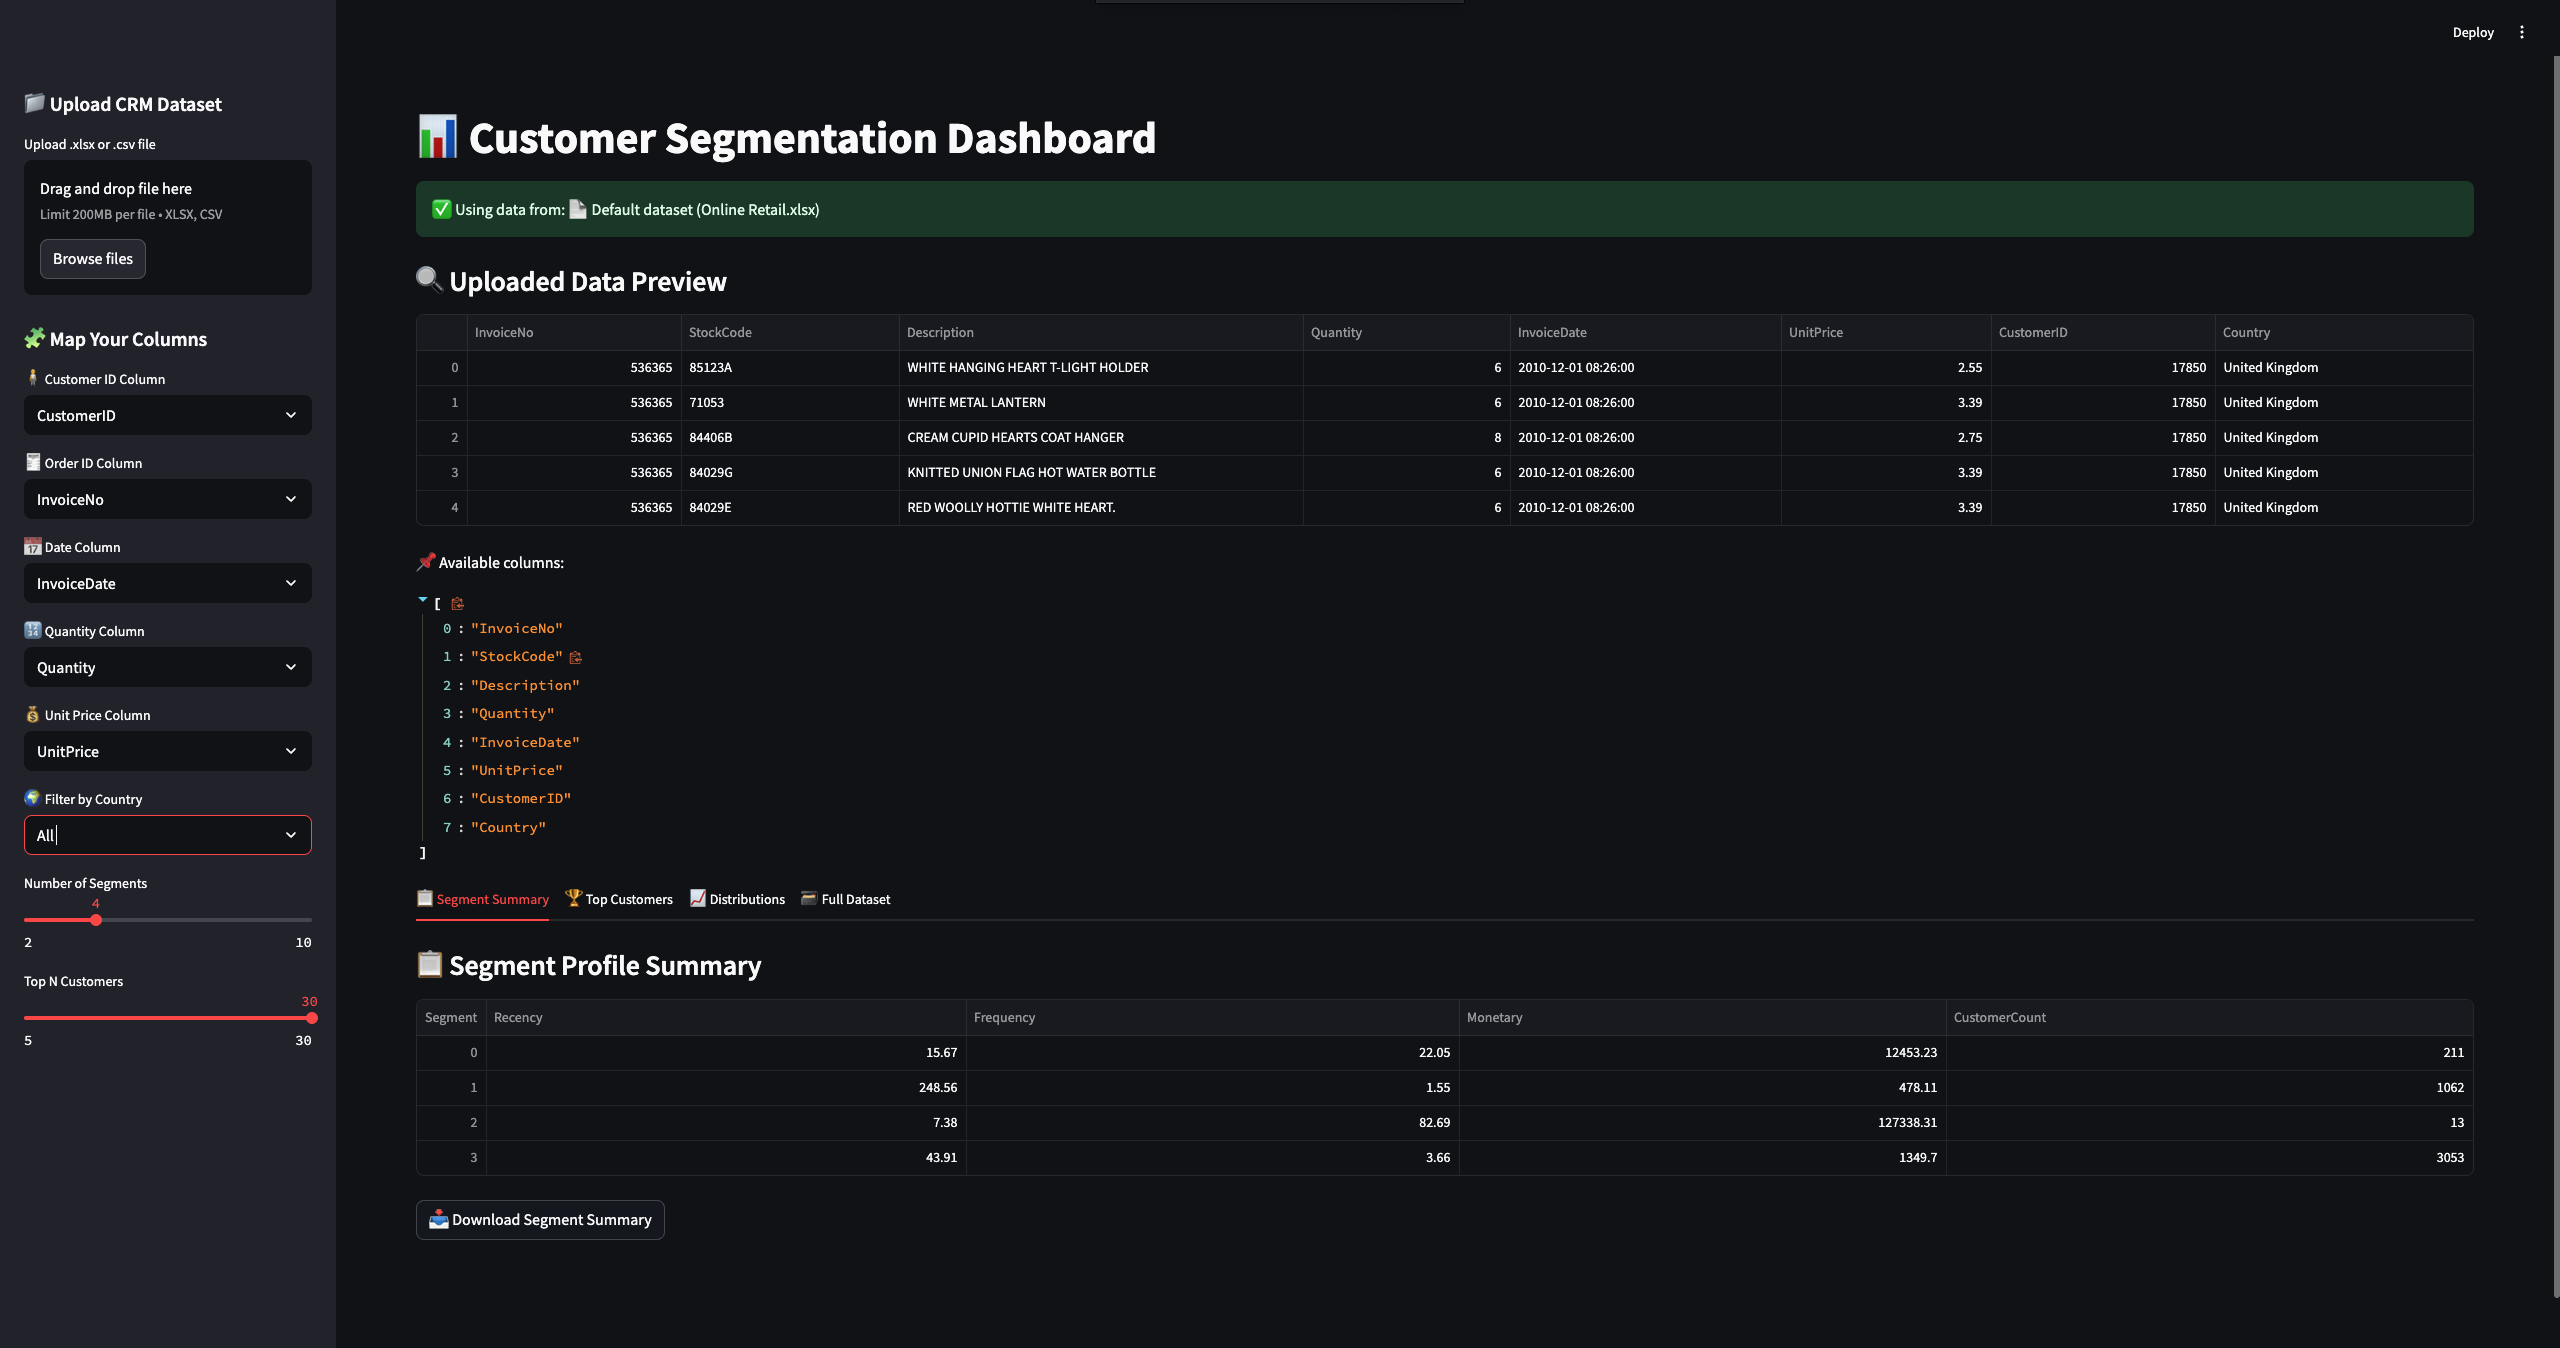 Deploy
Upload CRM Dataset
Upload .xlsx or .csv file
Drag and drop file here
Limit 200MB per file • XLSX, CSV
Browse files
Map Your Columns
Customer ID Column
CustomerID
Order ID Column
InvoiceNo
17 Date Column
InvoiceDate
1234 Quantity Column
Quantity
Unit Price Column
UnitPrice
Filter by Country
All
Number of Segments
4
2 10
Top N Customers
30
5 30
Customer Segmentation Dashboard
Using data from: Default dataset (Online Retail.xlsx)
Uploaded Data Preview
InvoiceNo StockCode Description Quantity InvoiceDate UnitPrice CustomerID Country
0 536365 85123A WHITE HANGING HEART T-LIGHT HOLDER 6 2010-12-01 08:26:00 2.55 17850 United Kingdom
1 536365 71053 WHITE METAL LANTERN 6 2010-12-01 08:26:00 3.39 17850 United Kingdom
2 536365 84406B CREAM CUPID HEARTS COAT HANGER 8 2010-12-01 08:26:00 2.75 17850 United Kingdom
3 536365 84029G KNITTED UNION FLAG HOT WATER BOTTLE 6 2010-12-01 08:26:00 3.39 17850 United Kingdom
4 536365 84029E RED WOOLLY HOTTIE WHITE HEART. 6 2010-12-01 08:26:00 3.39 17850 United Kingdom
Available columns:
[
0 : "InvoiceNo"
1 : "StockCode"
2 : "Description"
3 : "Quantity"
4 : "InvoiceDate"
5 : "UnitPrice"
6 : "CustomerID"
7 : "Country"
]
Segment Summary Top Customers Distributions Full Dataset
Segment Profile Summary
Segment Recency Frequency Monetary CustomerCount
0 15.67 22.05 12453.23 211
1 248.56 1.55 478.11 1062
2 7.38 82.69 127338.31 13
3 43.91 3.66 1349.7 3053
Download Segment Summary